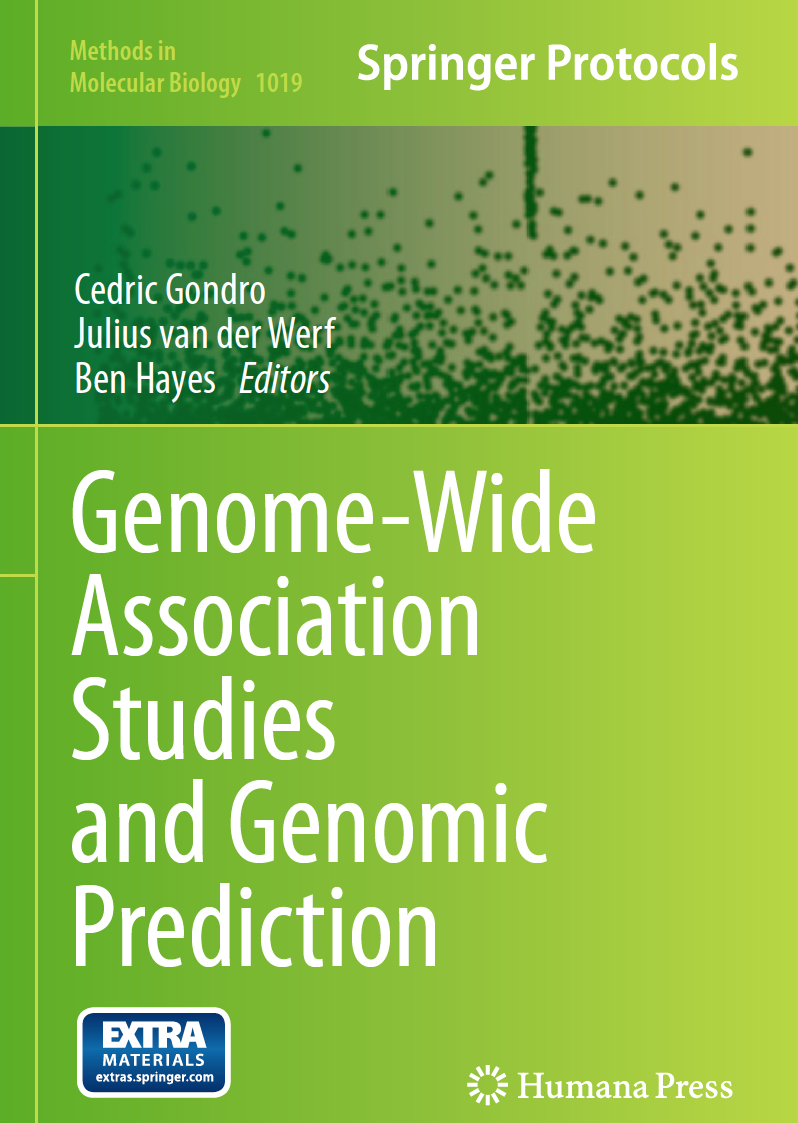 Methods in
Molecular Biology 1019
Springer Protocols
Cedric Gondro
Julius van der Werf
Ben Hayes Editors
Genome-Wide
Association
Studies
and Genomic
Prediction
EXTRA
MATERIALS
extras.springer.com
Humana Press